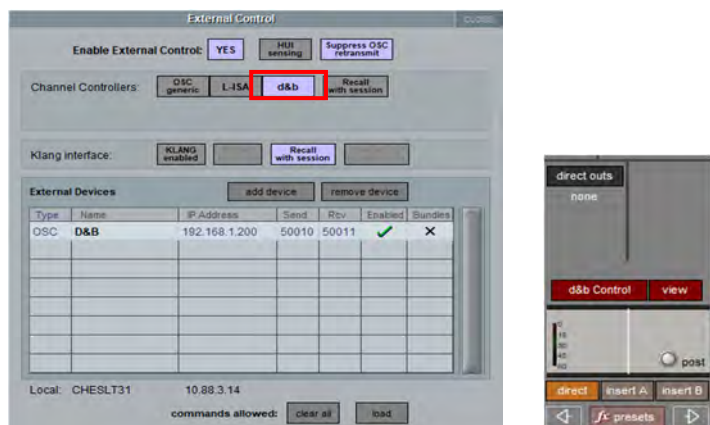 External Control
CLOSE
Enable External Control: YES HUI sensing Suppress OSC retransmit
Channel Controllers: OSC generic L-ISA d&b Recall with session
Klang interface: KLANG enabled Recall with session
External Devices add device remove device
Type Name IP Address Send Rcv Enabled Bundles
OSC D&B 192.168.1.200 50010 50011 ✓ ×
Local: CHESLT31 10.88.3.14
commands allowed: clear all load
direct outs
none
d&b Control view
post
direct insert A insert B
fx presets